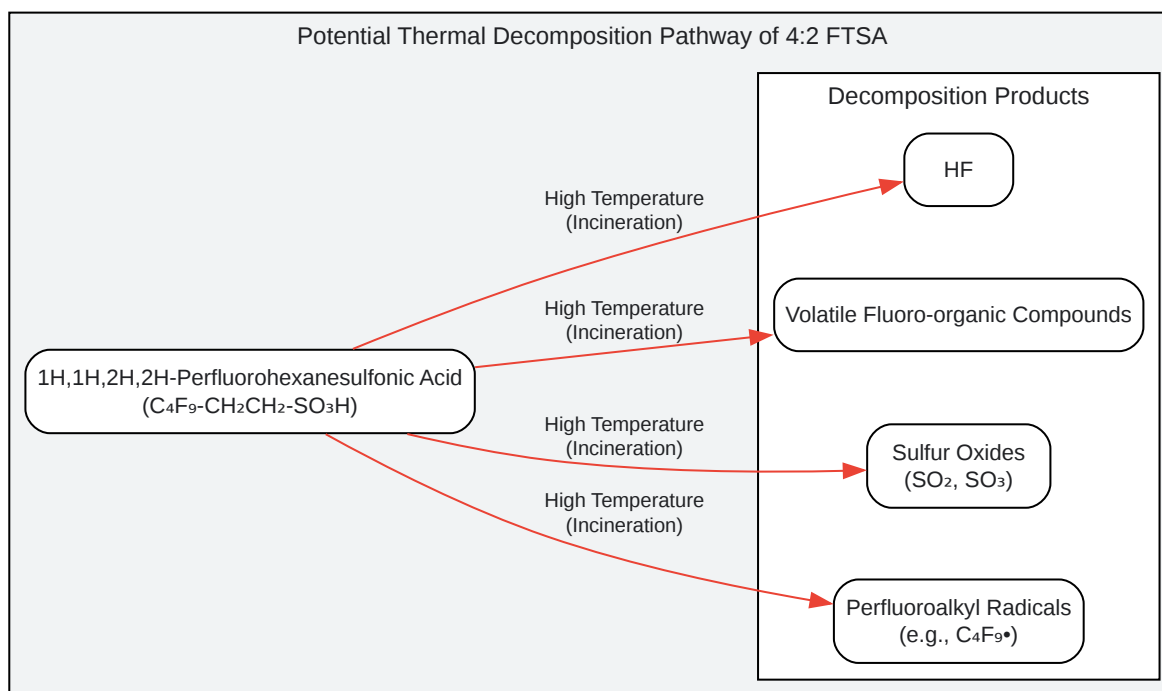 Potential Thermal Decomposition Pathway of 4:2 FTSA
Decomposition Products
HF
High Temperature
(Incineration)
Volatile Fluoro-organic Compounds
High Temperature
(Incineration)
1H,1H,2H,2H-Perfluorohexanesulfonic Acid
(C₄F₉-CH₂CH₂-SO₃H)
High Temperature
(Incineration)
Sulfur Oxides
(SO₂, SO₃)
High Temperature
(Incineration)
Perfluoroalkyl Radicals
(e.g., C₄F₉•)